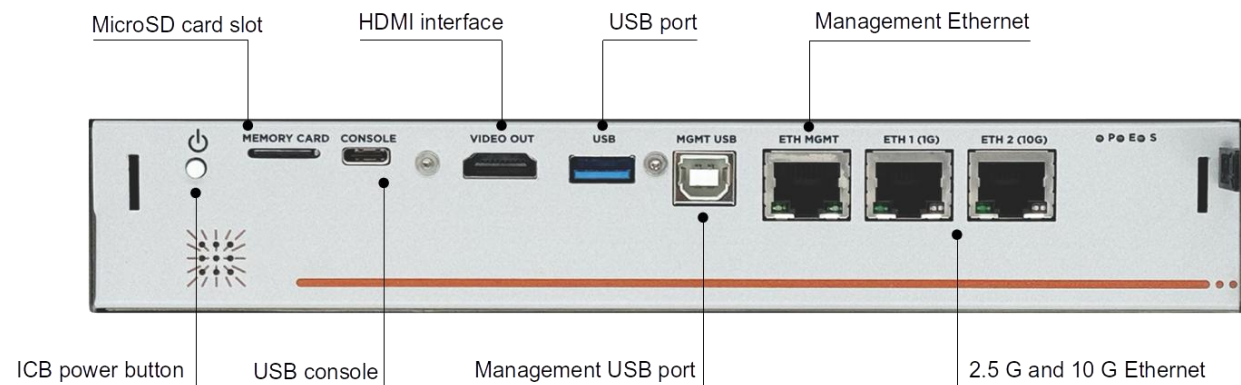 MicroSD card slot
HDMI interface
USB port
Management Ethernet
MEMORY CARD
CONSOLE
VIDEO OUT
USB
MGMT USB
ETH MGMT
ETH 1 (1G)
ETH 2 (10G)
P E S
ICB power button
USB console
Management USB port
2.5 G and 10 G Ethernet